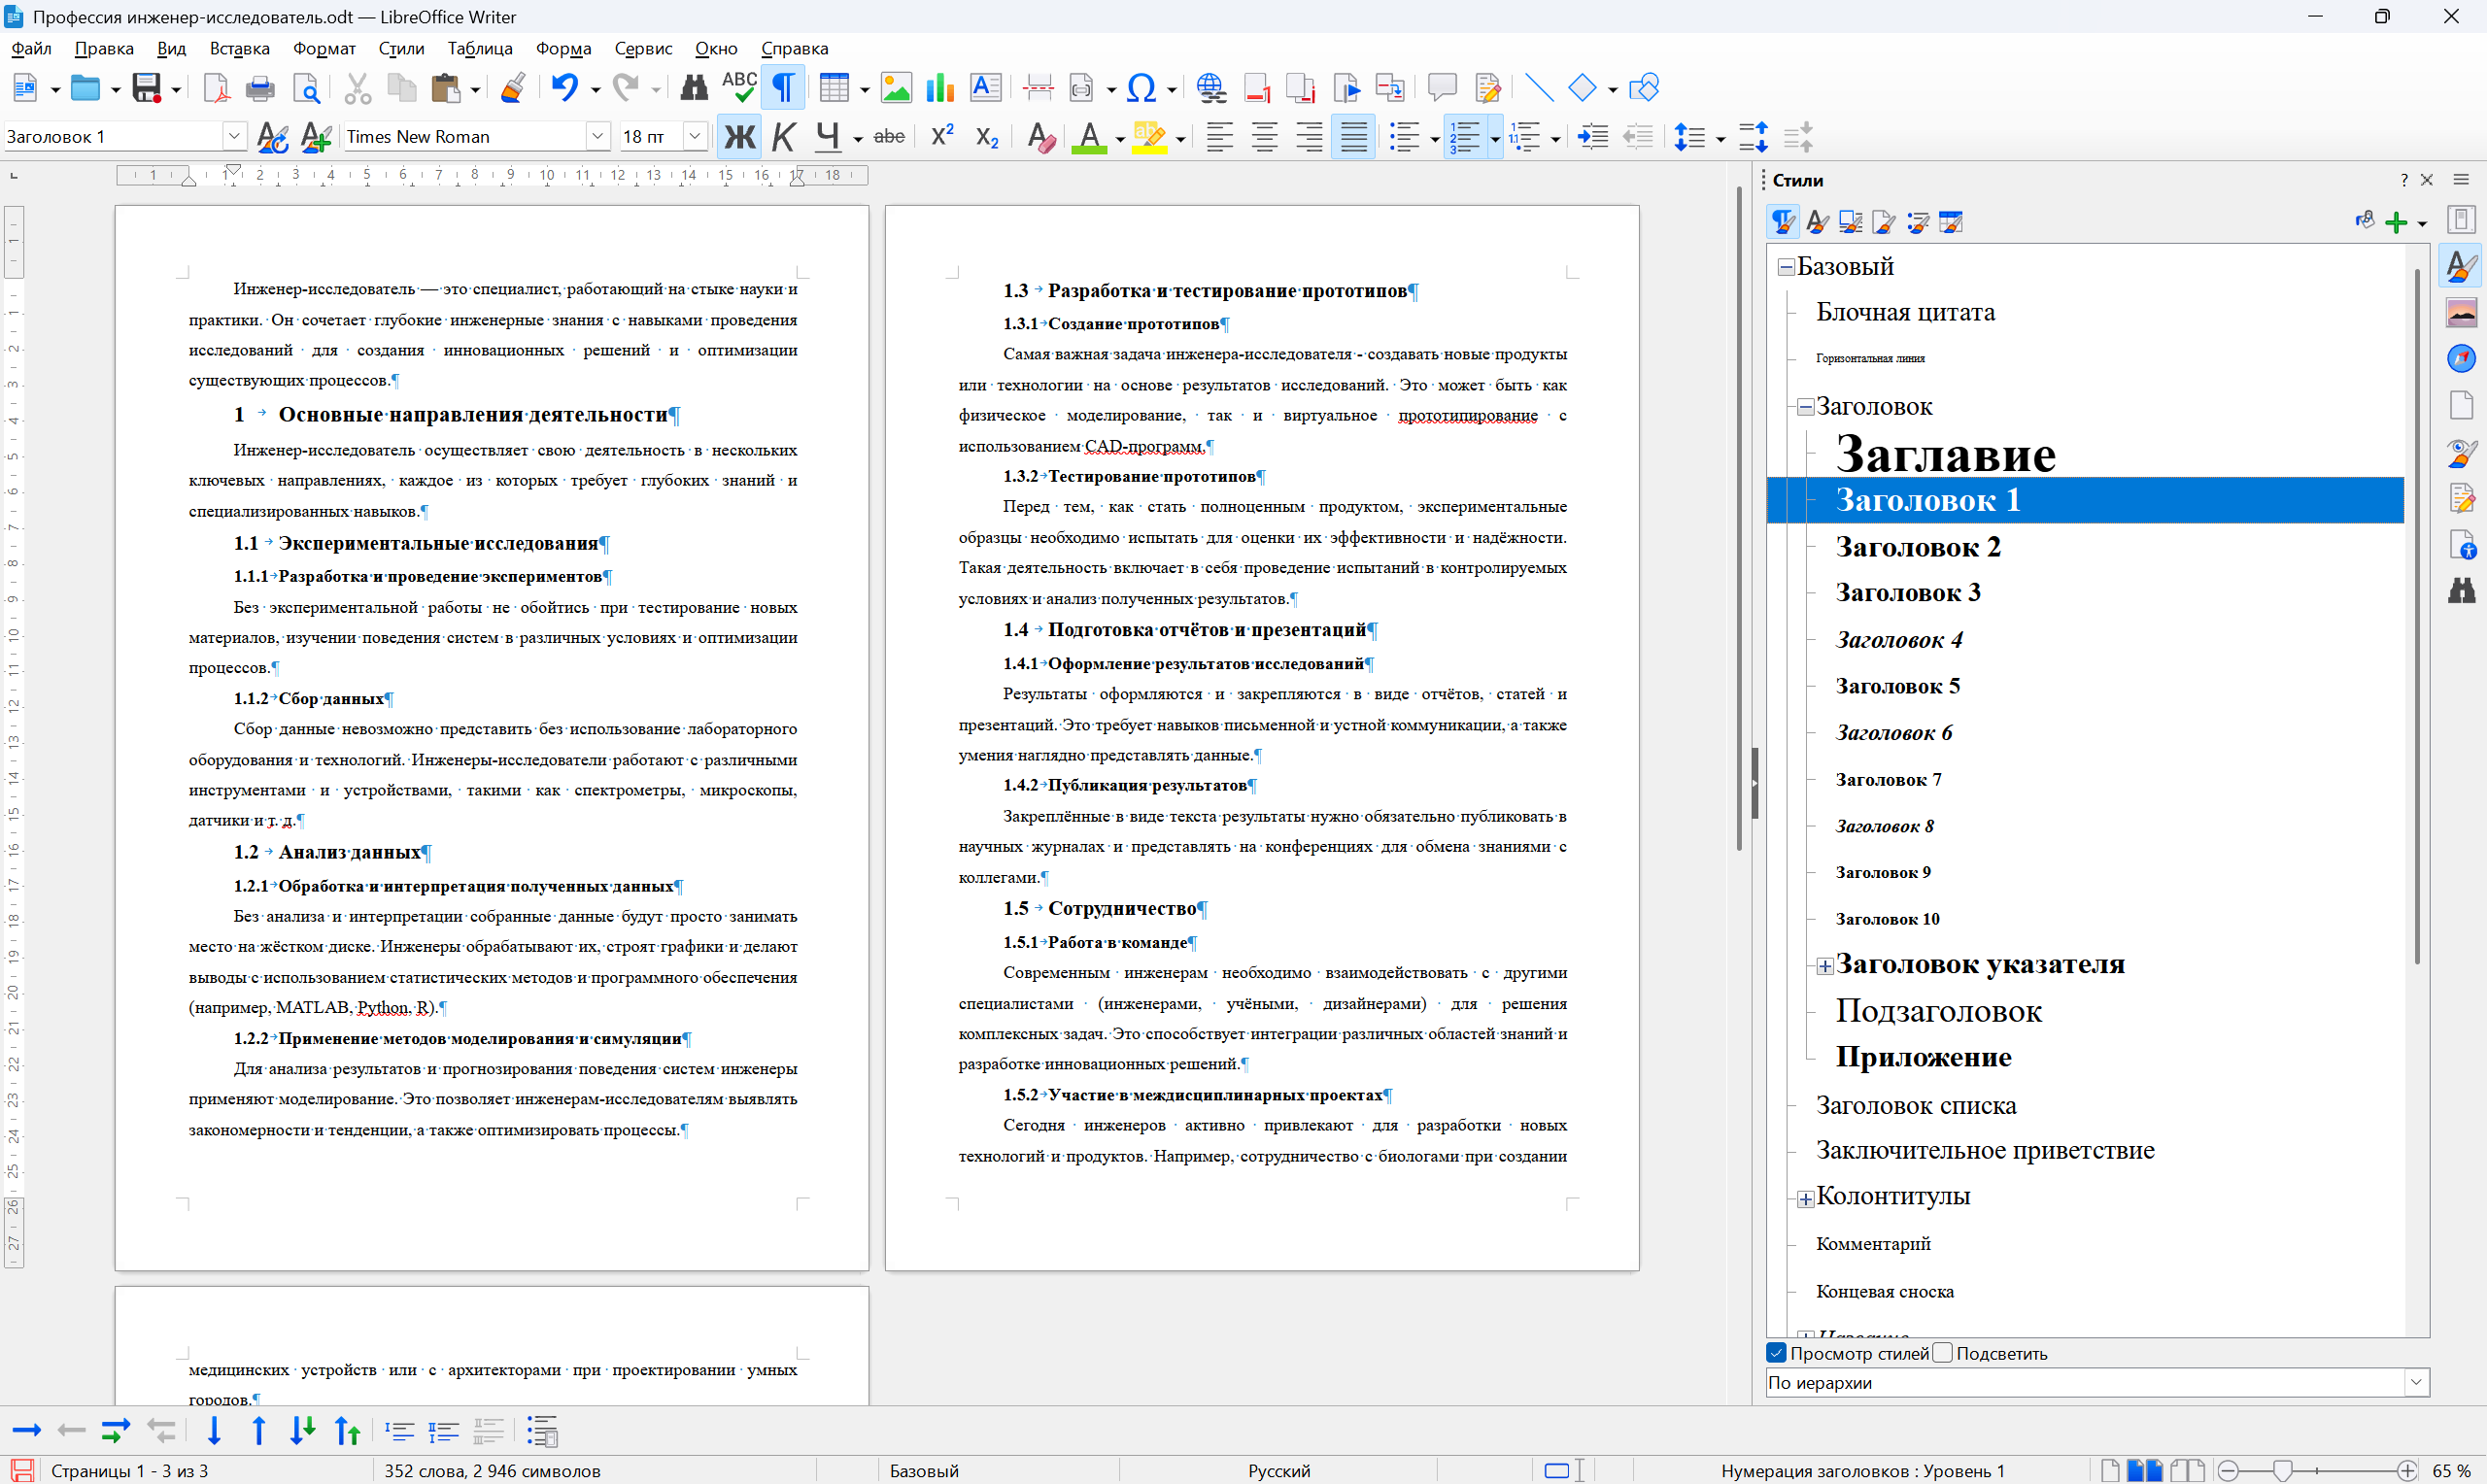 Профессия инженер-исследователь.odt — LibreOffice Writer
Файл Правка Вид Вставка Формат Стили Таблица Форма Сервис Окно Справка
Заголовок 1 Times New Roman 18 пт
Стили
Инженер-исследователь — это специалист, работающий на стыке науки и
практики. Он сочетает глубокие инженерные знания с навыками проведения
исследований для создания инновационных решений и оптимизации
существующих процессов.¶
1 Основные направления деятельности¶
Инженер-исследователь осуществляет свою деятельность в нескольких
ключевых направлениях, каждое из которых требует глубоких знаний и
специализированных навыков.¶
1.1 Экспериментальные исследования¶
1.1.1 Разработка и проведение экспериментов¶
Без экспериментальной работы не обойтись при тестирование новых
материалов, изучении поведения систем в различных условиях и оптимизации
процессов.¶
1.1.2 Сбор данных¶
Сбор данные невозможно представить без использование лабораторного
оборудования и технологий. Инженеры-исследователи работают с различными
инструментами и устройствами, такими как спектрометры, микроскопы,
датчики и т. д.¶
1.2 Анализ данных¶
1.2.1 Обработка и интерпретация полученных данных¶
Без анализа и интерпретации собранные данные будут просто занимать
место на жёстком диске. Инженеры обрабатывают их, строят графики и делают
выводы с использованием статистических методов и программного обеспечения
(например, MATLAB, Python, R).¶
1.2.2 Применение методов моделирования и симуляции¶
Для анализа результатов и прогнозирования поведения систем инженеры
применяют моделирование. Это позволяет инженерам-исследователям выявлять
закономерности и тенденции, а также оптимизировать процессы.¶
1.3 Разработка и тестирование прототипов¶
1.3.1 Создание прототипов¶
Самая важная задача инженера-исследователя - создавать новые продукты
или технологии на основе результатов исследований. Это может быть как
физическое моделирование, так и виртуальное прототипирование с
использованием CAD-программ.¶
1.3.2 Тестирование прототипов¶
Перед тем, как стать полноценным продуктом, экспериментальные
образцы необходимо испытать для оценки их эффективности и надёжности.
Такая деятельность включает в себя проведение испытаний в контролируемых
условиях и анализ полученных результатов.¶
1.4 Подготовка отчётов и презентаций¶
1.4.1 Оформление результатов исследований¶
Результаты оформляются и закрепляются в виде отчётов, статей и
презентаций. Это требует навыков письменной и устной коммуникации, а также
умения наглядно представлять данные.¶
1.4.2 Публикация результатов¶
Закреплённые в виде текста результаты нужно обязательно публиковать в
научных журналах и представлять на конференциях для обмена знаниями с
коллегами.¶
1.5 Сотрудничество¶
1.5.1 Работа в команде¶
Современным инженерам необходимо взаимодействовать с другими
специалистами (инженерами, учёными, дизайнерами) для решения
комплексных задач. Это способствует интеграции различных областей знаний и
разработке инновационных решений.¶
1.5.2 Участие в междисциплинарных проектах¶
Сегодня инженеров активно привлекают для разработки новых
технологий и продуктов. Например, сотрудничество с биологами при создании
медицинских устройств или с архитекторами при проектировании умных
городов.¶
Базовый
Блочная цитата
Горизонтальная линия
Заголовок
Заглавие
Заголовок 1
Заголовок 2
Заголовок 3
Заголовок 4
Заголовок 5
Заголовок 6
Заголовок 7
Заголовок 8
Заголовок 9
Заголовок 10
Заголовок указателя
Подзаголовок
Приложение
Заголовок списка
Заключительное приветствие
Колонтитулы
Комментарий
Концевая сноска
Просмотр стилей Подсветить
По иерархии
Страницы 1 - 3 из 3 352 слова, 2 946 символов Базовый Русский Нумерация заголовков : Уровень 1 65 %